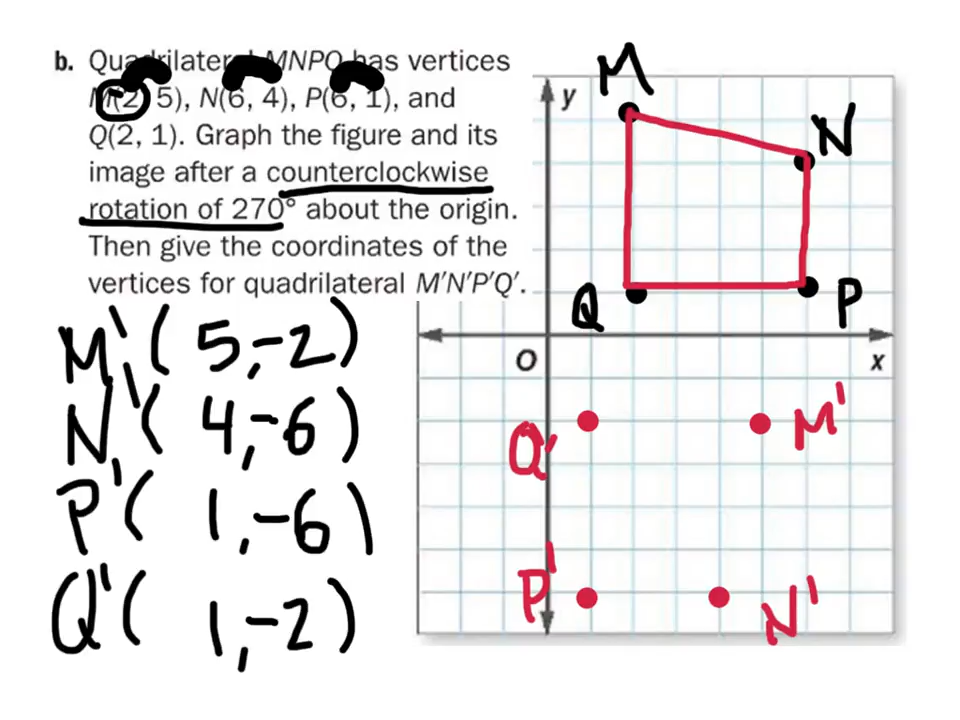 b. Quadrilateral MNPQ has vertices
M(2, 5), N(6, 4), P(6, 1), and
Q(2, 1). Graph the figure and its
image after a counterclockwise
rotation of 270° about the origin.
Then give the coordinates of the
vertices for quadrilateral M′N′P′Q′.
M'(5,-2)
N'(4,-6)
P'(1,-6)
Q'(1,-2)
M
y
N
Q
P
O
x
Q'
M'
P'
N'